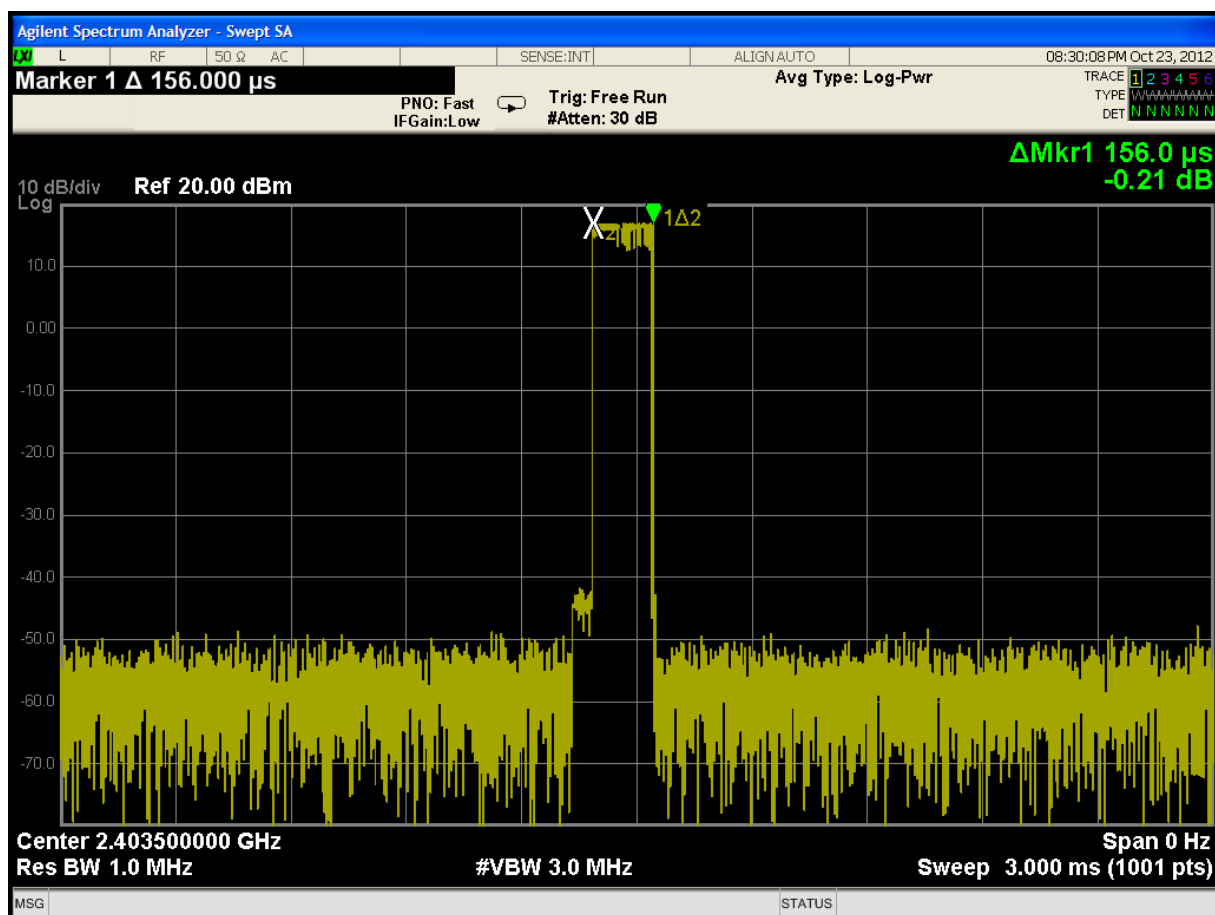 Agilent Spectrum Analyzer - Swept SA
LXI L RF 50 Ω AC SENSE:INT ALIGN AUTO 08:30:08 PM Oct 23, 2012
Marker 1 Δ 156.000 µs
PNO: Fast
IFGain:Low
Trig: Free Run
#Atten: 30 dB
Avg Type: Log-Pwr
TRACE 1 2 3 4 5 6
TYPE WWWWWW
DET N N N N N N
ΔMkr1 156.0 µs
-0.21 dB
10 dB/div Ref 20.00 dBm
Log
1Δ2
2
10.0
0.00
-10.0
-20.0
-30.0
-40.0
-50.0
-60.0
-70.0
Center 2.403500000 GHz Span 0 Hz
Res BW 1.0 MHz #VBW 3.0 MHz Sweep 3.000 ms (1001 pts)
MSG STATUS